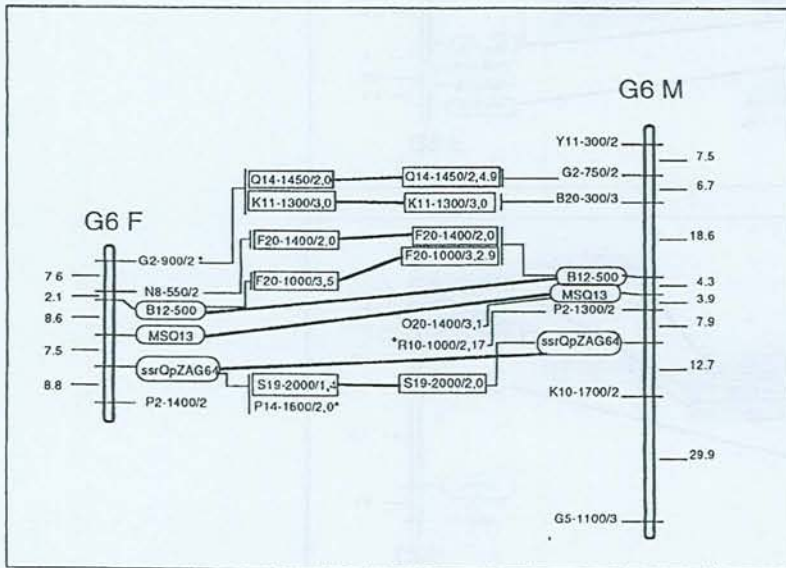 G6 M
Y11-300/2
7.5
Q14-1450/2,0
Q14-1450/2,4.9
G2-750/2
6.7
K11-1300/3,0
K11-1300/3,0
B20-300/3
G6 F
F20-1400/2,0
F20-1400/2,0
18.6
F20-1000/3,2.9
G2-900/2*
7.6
F20-1000/3,5
B12-500
N8-550/2
4.3
2.1
MSQ13
B12-500
3.9
8.6
P2-1300/2
O20-1400/3,1
7.9
MSQ13
*R10-1000/2,17
ssrQpZAG64
7.5
ssrQpZAG64
12.7
8.8
S19-2000/1,4
S19-2000/2,0
K10-1700/2
P2-1400/2
P14-1600/2,0*
29.9
G5-1100/3